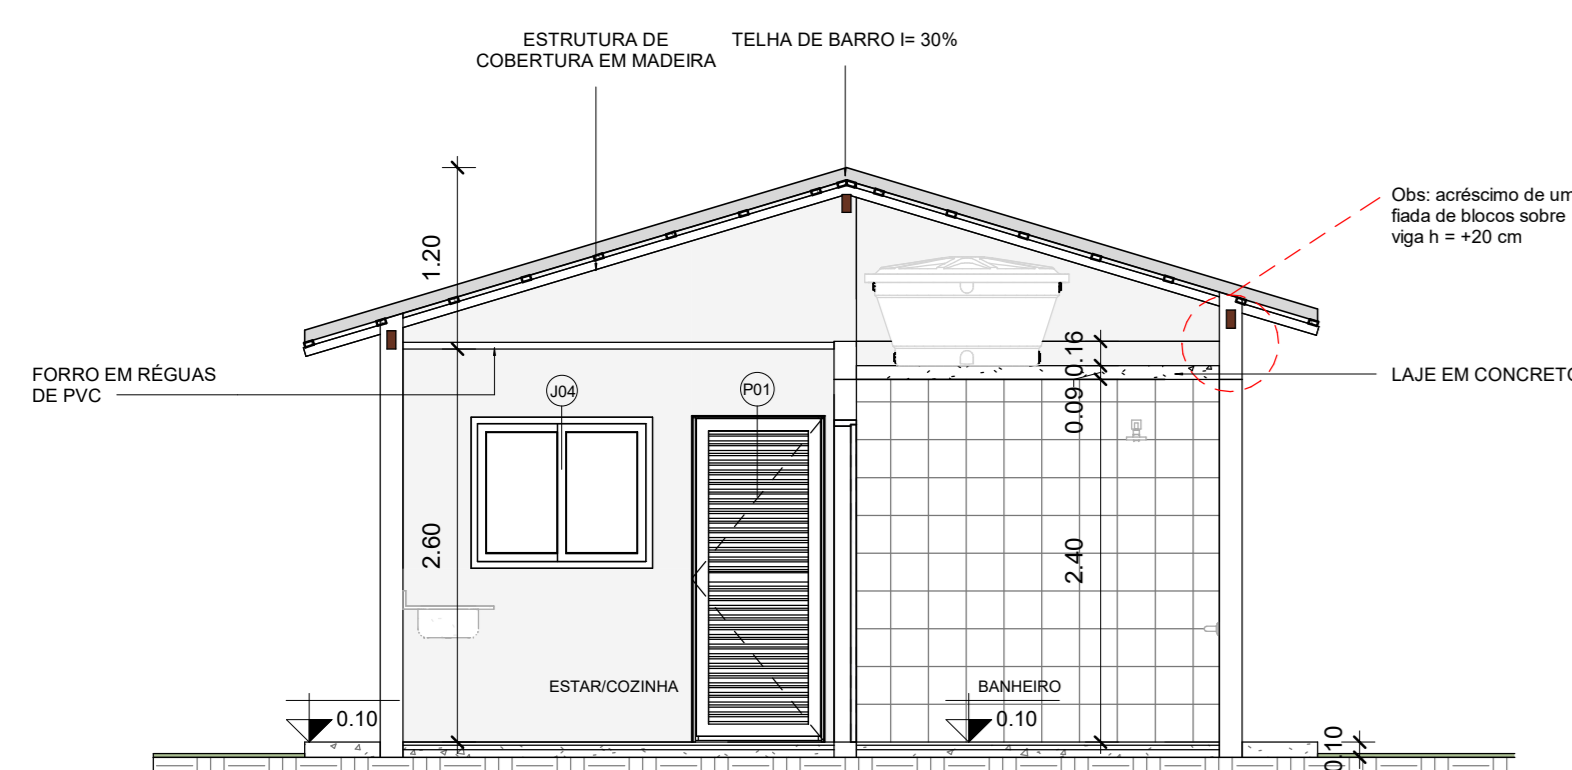 ESTRUTURA DE
COBERTURA EM MADEIRA
TELHA DE BARRO I= 30%
Obs: acréscimo de um
fiada de blocos sobre
viga h = +20 cm
1.20
0.16
FORRO EM RÉGUAS
DE PVC
J04
P01
LAJE EM CONCRETO
0.09
2.60
2.40
ESTAR/COZINHA
BANHEIRO
0.10
0.10
0.10
0.10